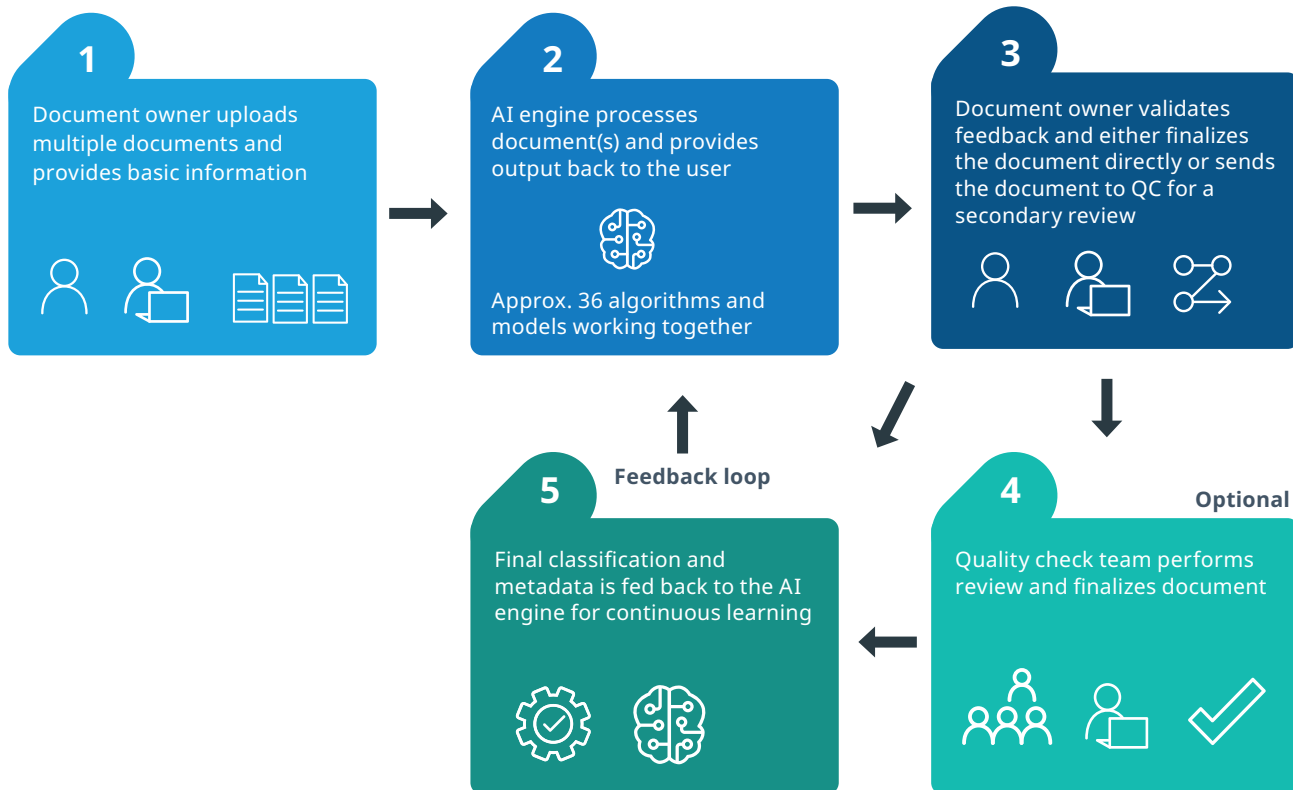 1
Document owner uploads
multiple documents and
provides basic information
2
AI engine processes
document(s) and provides
output back to the user
Approx. 36 algorithms and
models working together
3
Document owner validates
feedback and either finalizes
the document directly or sends
the document to QC for a
secondary review
Feedback loop
Optional
4
Quality check team performs
review and finalizes document
5
Final classification and
metadata is fed back to the AI
engine for continuous learning